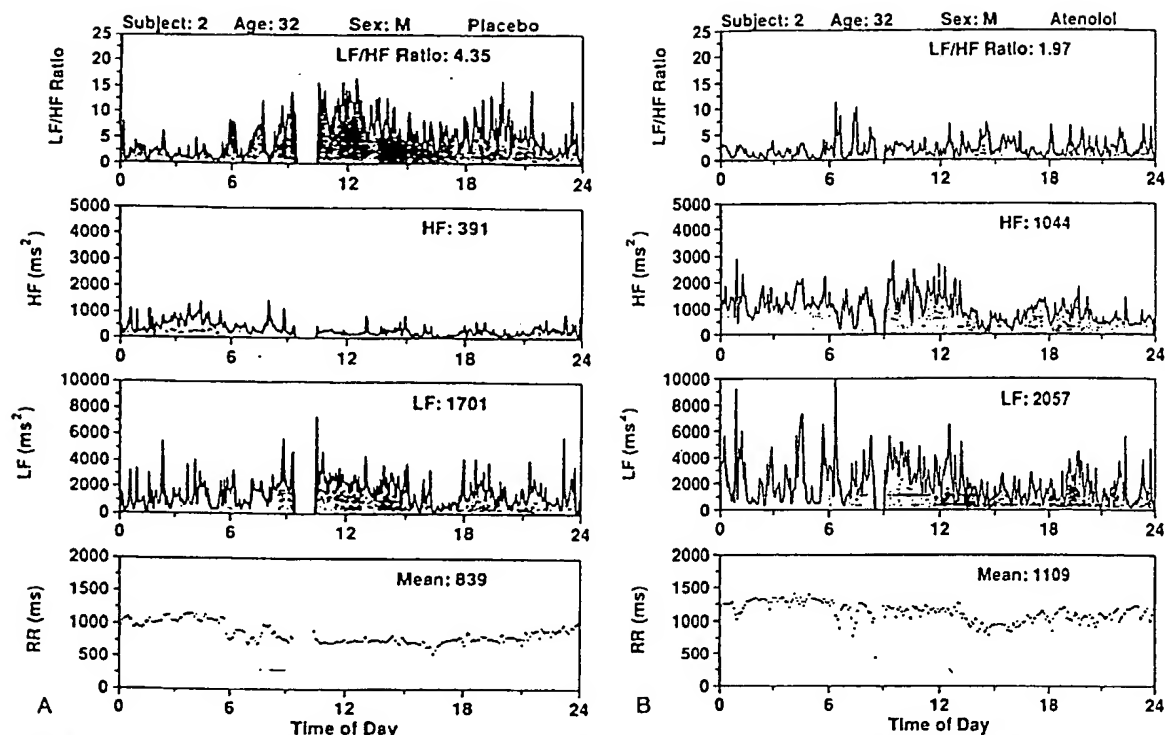 Subject: 2 Age: 32 Sex: M Placebo
LF/HF Ratio: 4.35
LF/HF Ratio
25
20
15
10
5
0
0 6 12 18 24
HF: 391
HF (ms²)
5000
4000
3000
2000
1000
0
0 6 12 18 24
LF: 1701
LF (ms²)
10000
8000
6000
4000
2000
0
0 6 12 18 24
Mean: 839
RR (ms)
2000
1500
1000
500
0
0 6 12 18 24
Time of Day
A
Subject: 2 Age: 32 Sex: M Atenolol
LF/HF Ratio: 1.97
LF/HF Ratio
25
20
15
10
5
0
0 6 12 18 24
HF: 1044
HF (ms²)
5000
4000
3000
2000
1000
0
0 6 12 18 24
LF: 2057
LF (ms⁴)
10000
8000
6000
4000
2000
0
0 6 12 18 24
Mean: 1109
RR (ms)
2000
1500
1000
500
0
0 6 12 18 24
Time of Day
B